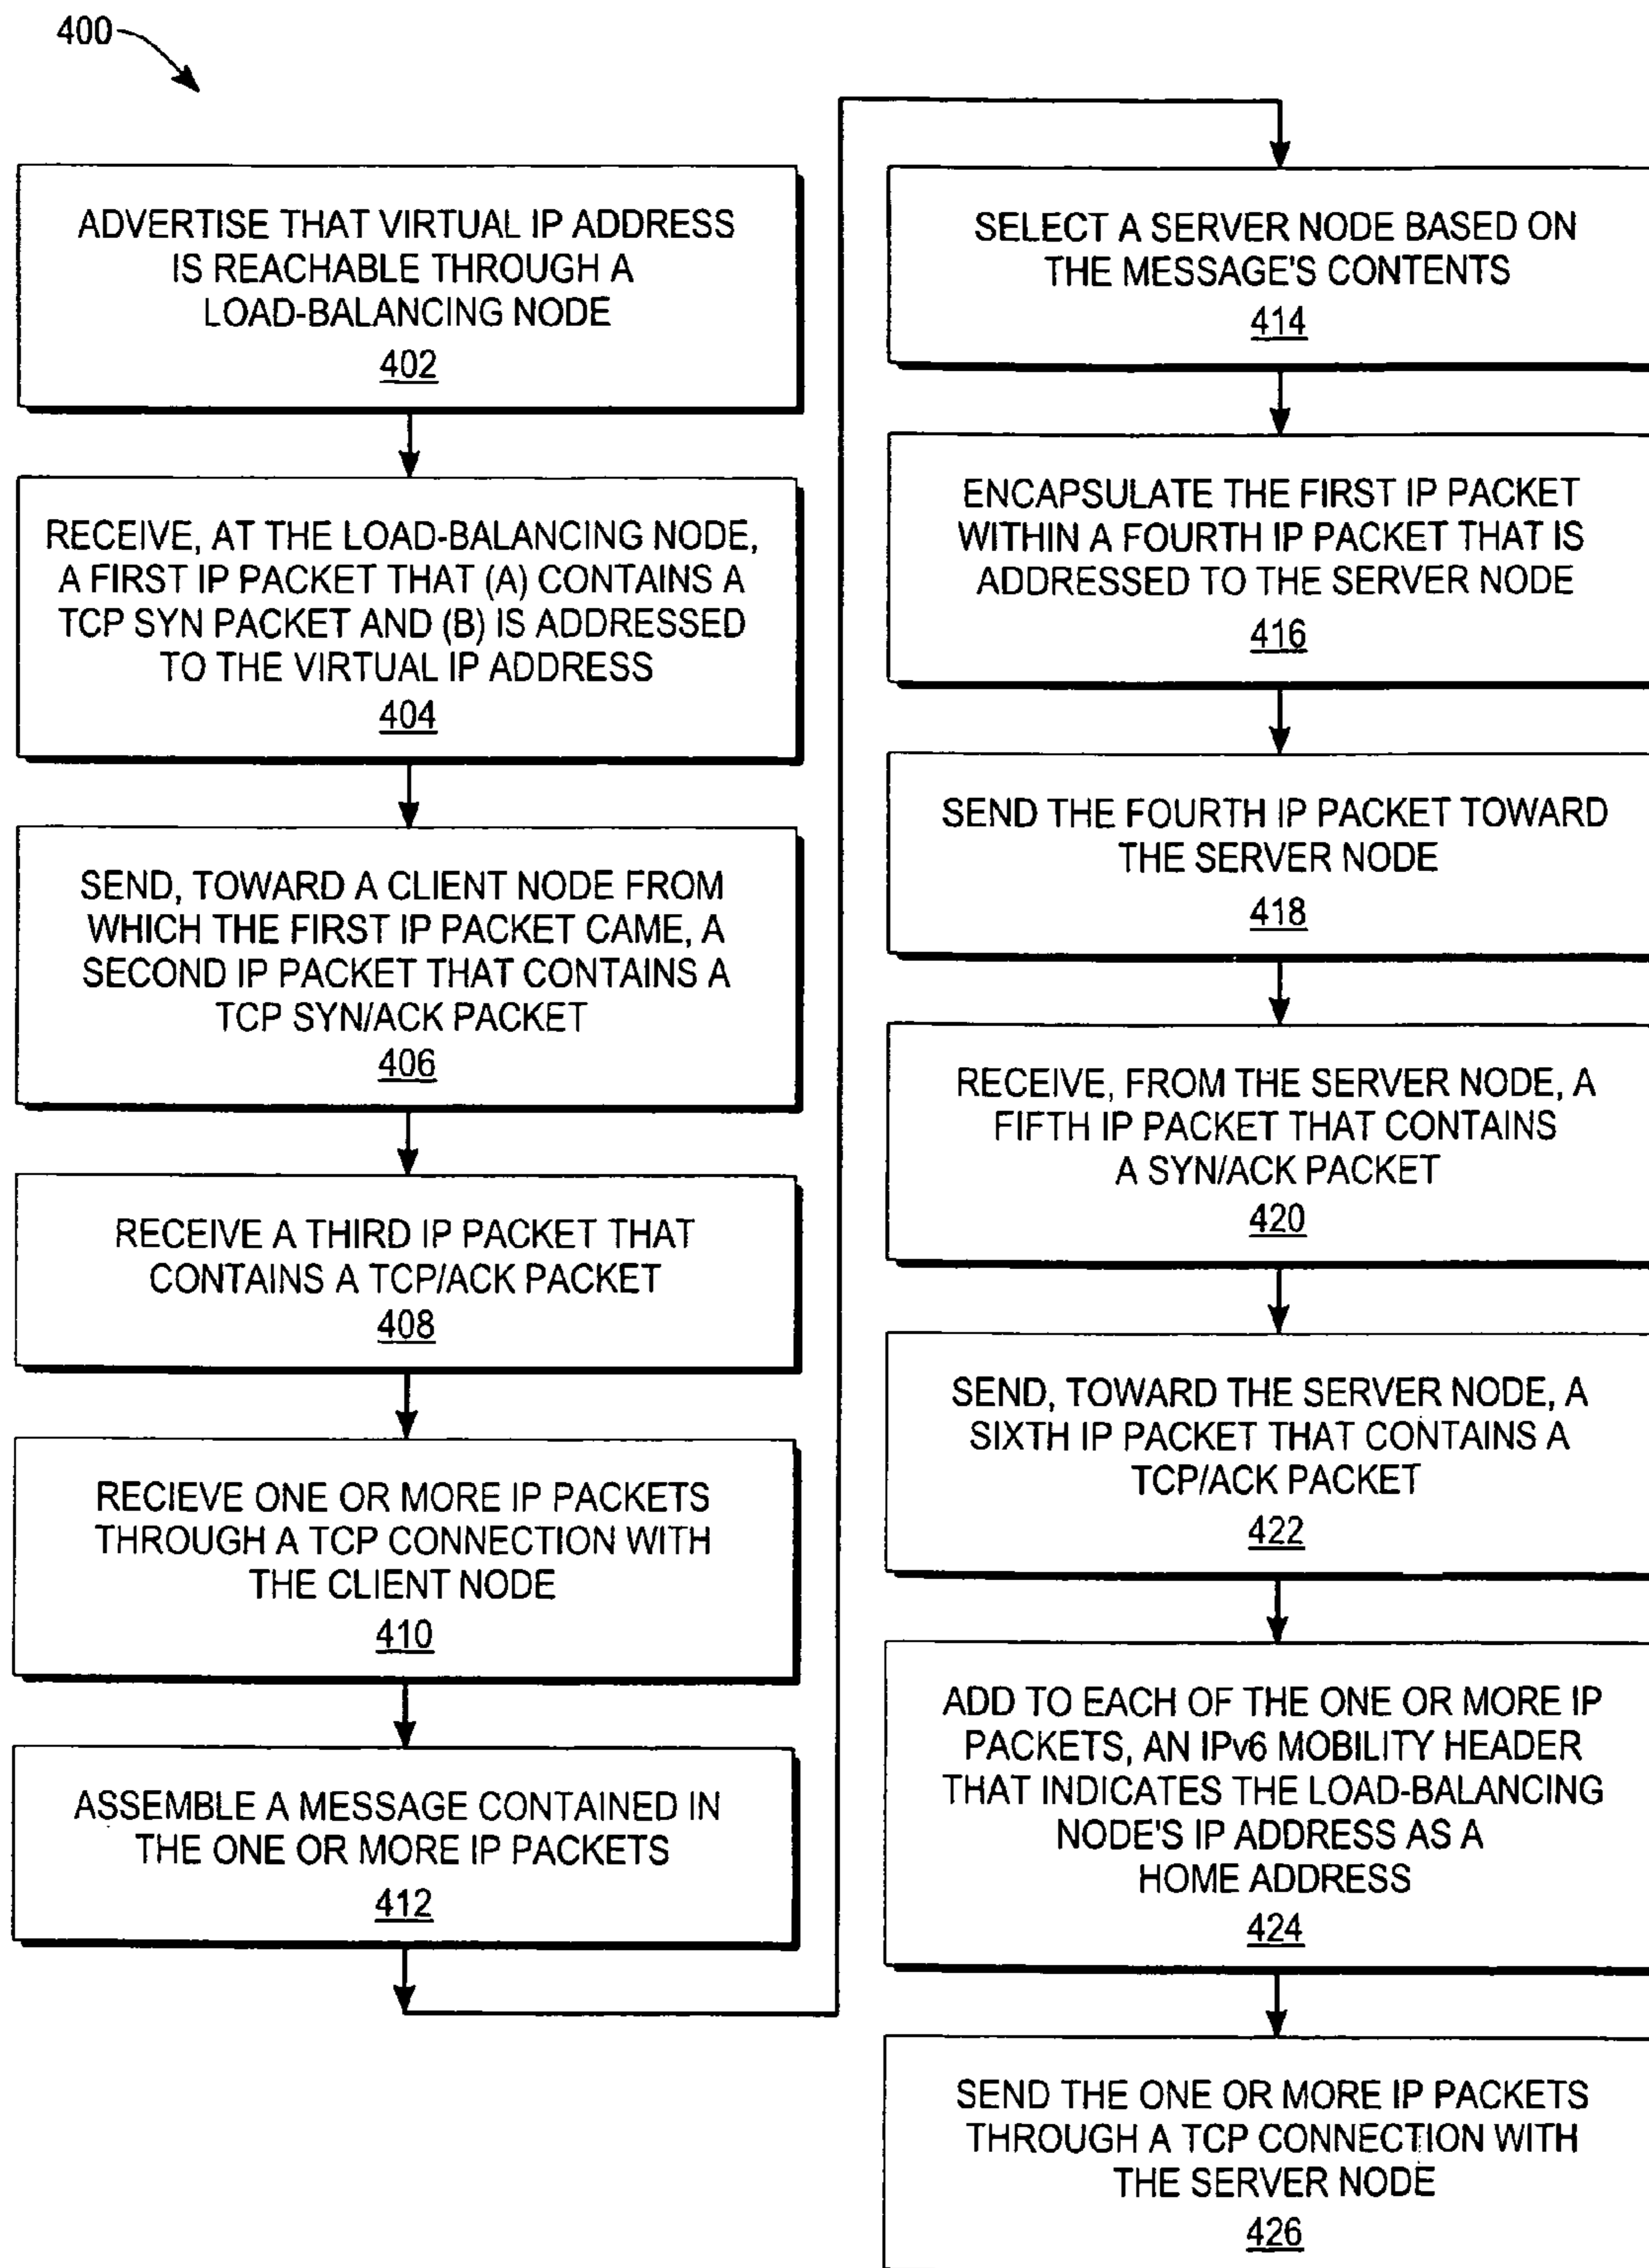 400
ADVERTISE THAT VIRTUAL IP ADDRESS
IS REACHABLE THROUGH A
LOAD-BALANCING NODE
402
RECEIVE, AT THE LOAD-BALANCING NODE,
A FIRST IP PACKET THAT (A) CONTAINS A
TCP SYN PACKET AND (B) IS ADDRESSED
TO THE VIRTUAL IP ADDRESS
404
SEND, TOWARD A CLIENT NODE FROM
WHICH THE FIRST IP PACKET CAME, A
SECOND IP PACKET THAT CONTAINS A
TCP SYN/ACK PACKET
406
RECEIVE A THIRD IP PACKET THAT
CONTAINS A TCP/ACK PACKET
408
RECIEVE ONE OR MORE IP PACKETS
THROUGH A TCP CONNECTION WITH
THE CLIENT NODE
410
ASSEMBLE A MESSAGE CONTAINED IN
THE ONE OR MORE IP PACKETS
412
SELECT A SERVER NODE BASED ON
THE MESSAGE'S CONTENTS
414
ENCAPSULATE THE FIRST IP PACKET
WITHIN A FOURTH IP PACKET THAT IS
ADDRESSED TO THE SERVER NODE
416
SEND THE FOURTH IP PACKET TOWARD
THE SERVER NODE
418
RECEIVE, FROM THE SERVER NODE, A
FIFTH IP PACKET THAT CONTAINS
A SYN/ACK PACKET
420
SEND, TOWARD THE SERVER NODE, A
SIXTH IP PACKET THAT CONTAINS A
TCP/ACK PACKET
422
ADD TO EACH OF THE ONE OR MORE IP
PACKETS, AN IPv6 MOBILITY HEADER
THAT INDICATES THE LOAD-BALANCING
NODE'S IP ADDRESS AS A
HOME ADDRESS
424
SEND THE ONE OR MORE IP PACKETS
THROUGH A TCP CONNECTION WITH
THE SERVER NODE
426